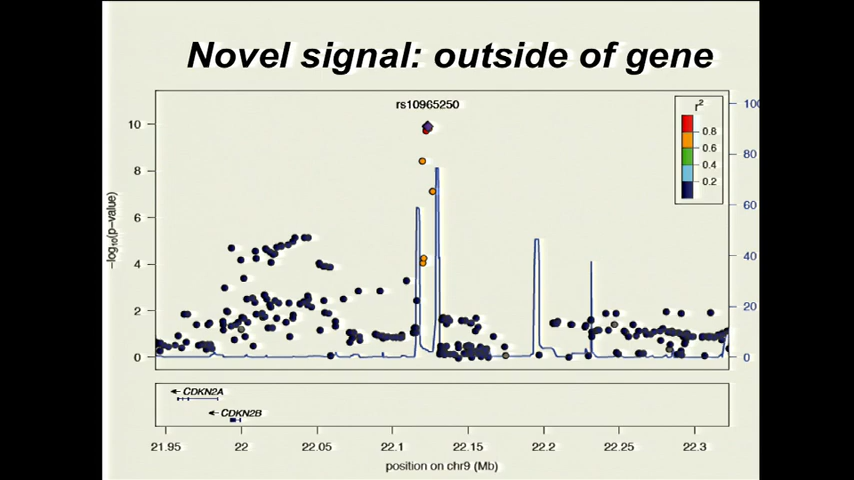 Novel signal: outside of gene
rs10965250
r²
0.8
0.6
0.4
0.2
10
8
6
4
2
0
-log₁₀(p-value)
80
60
40
20
0
← CDKN2A
← CDKN2B
21.95 22 22.05 22.1 22.15 22.2 22.25 22.3
position on chr9 (Mb)